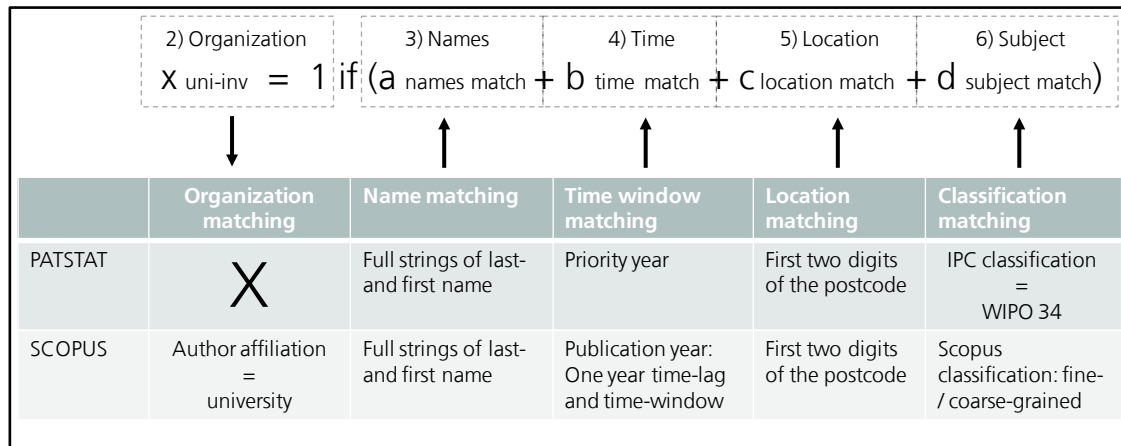 2) Organization 3) Names 4) Time 5) Location 6) Subject
x uni-inv = 1 if (a names match + b time match + c location match + d subject match)
Organization matching
Name matching
Time window matching
Location matching
Classification matching
PATSTAT
X
Full strings of last-
and first name
Priority year
First two digits
of the postcode
IPC classification
=
WIPO 34
SCOPUS
Author affiliation
=
university
Full strings of last-
and first name
Publication year:
One year time-lag
and time-window
First two digits
of the postcode
Scopus
classification: fine-
/ coarse-grained